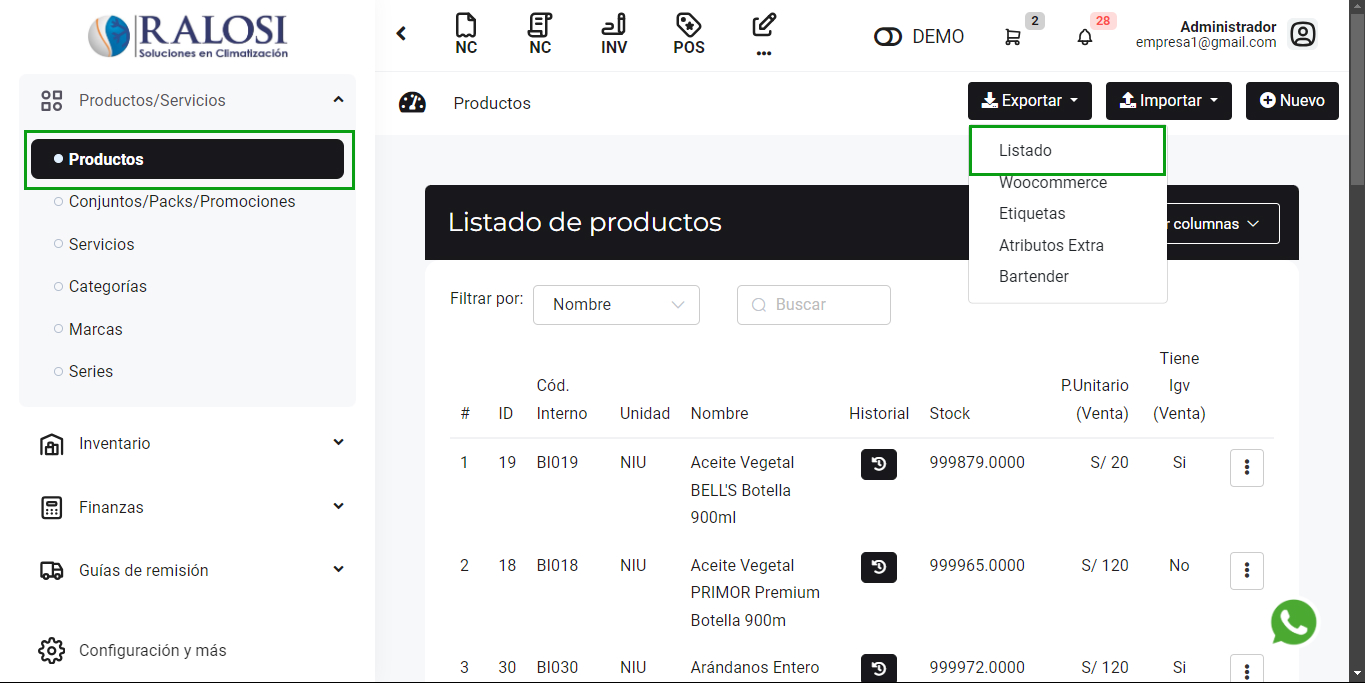 RALOSI
Soluciones en Climatización
NC
NC
INV
POS
...
DEMO
2
28
Administrador
empresa1@gmail.com
Productos/Servicios
Productos
Conjuntos/Packs/Promociones
Servicios
Categorías
Marcas
Series
Inventario
Finanzas
Guías de remisión
Configuración y más
Productos
Exportar
Importar
Nuevo
Listado
Woocommerce
Etiquetas
Atributos Extra
Bartender
Listado de productos
r columnas
Filtrar por:
Nombre
Buscar
# ID Cód. Interno Unidad Nombre Historial Stock P.Unitario (Venta) Tiene Igv (Venta)
1 19 BI019 NIU Aceite Vegetal 999879.0000 S/ 20 Si
BELL'S Botella
900ml
2 18 BI018 NIU Aceite Vegetal 999965.0000 S/ 120 No
PRIMOR Premium
Botella 900m
3 30 BI030 NIU Arándanos Entero 999972.0000 S/ 120 Si